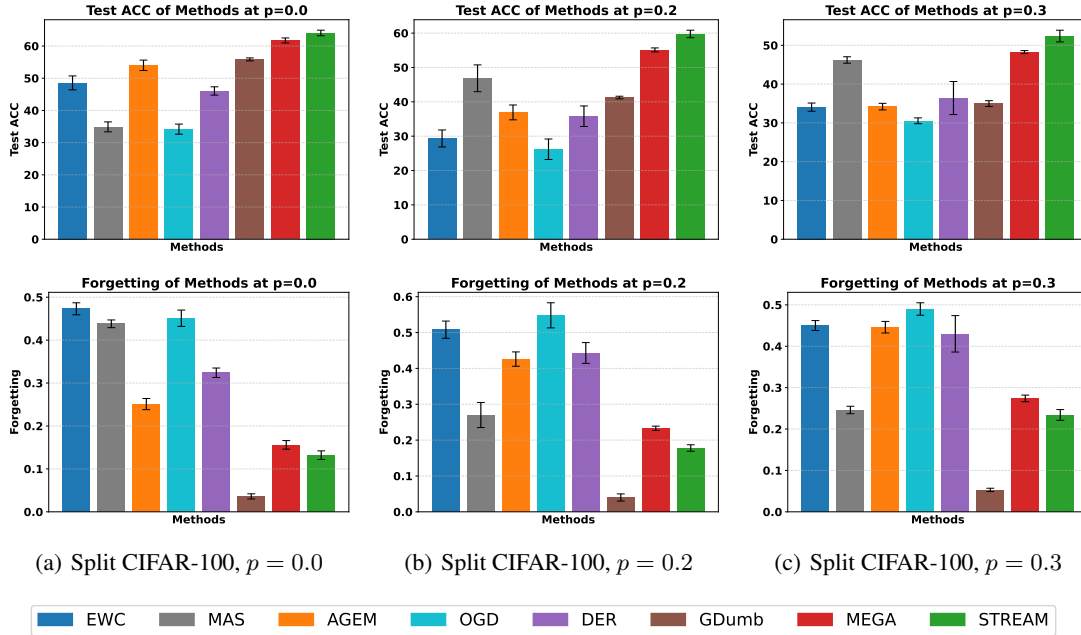 Test ACC of Methods at p=0.0
Test ACC
60
50
40
30
20
10
0
Methods
Test ACC of Methods at p=0.2
Test ACC
60
50
40
30
20
10
0
Methods
Test ACC of Methods at p=0.3
Test ACC
50
40
30
20
10
0
Methods
Forgetting of Methods at p=0.0
Forgetting
0.5
0.4
0.3
0.2
0.1
0.0
Methods
Forgetting of Methods at p=0.2
Forgetting
0.6
0.5
0.4
0.3
0.2
0.1
0.0
Methods
Forgetting of Methods at p=0.3
Forgetting
0.5
0.4
0.3
0.2
0.1
0.0
Methods
(a) Split CIFAR-100, p = 0.0
(b) Split CIFAR-100, p = 0.2
(c) Split CIFAR-100, p = 0.3
EWC MAS AGEM OGD DER GDumb MEGA STREAM